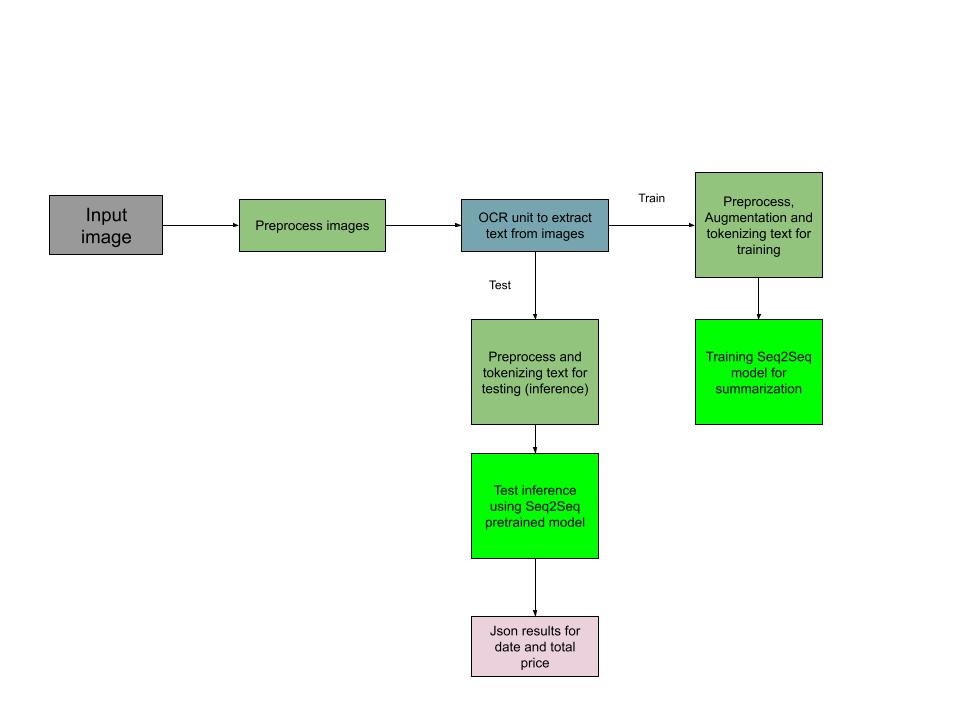 Input
image
Preprocess images
OCR unit to extract
text from images
Train
Preprocess,
Augmentation and
tokenizing text for
training
Test
Preprocess and
tokenizing text for
testing (inference)
Training Seq2Seq
model for
summarization
Test inference
using Seq2Seq
pretrained model
Json results for
date and total
price